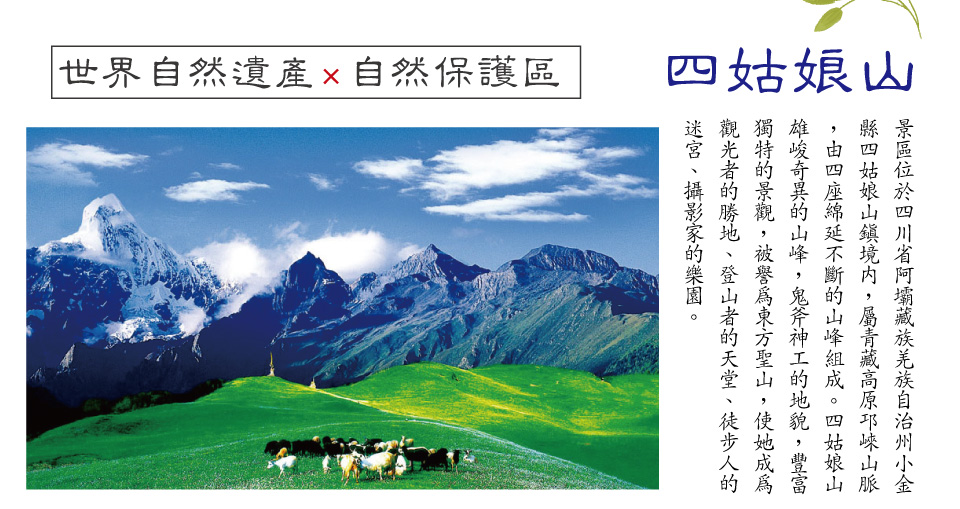 世界自然遺產×自然保護區
四姑娘山
景區位於四川省阿壩藏族羌族自治州小金
縣四姑娘山鎮境內，屬青藏高原邛崍山脈
，由四座綿延不斷的山峰組成。四姑娘山
雄峻奇異的山峰，鬼斧神工的地貌，豐富
獨特的景觀，被譽為東方聖山，使她成為
觀光者的勝地、登山者的天堂、徒步人的
迷宮、攝影家的樂園。